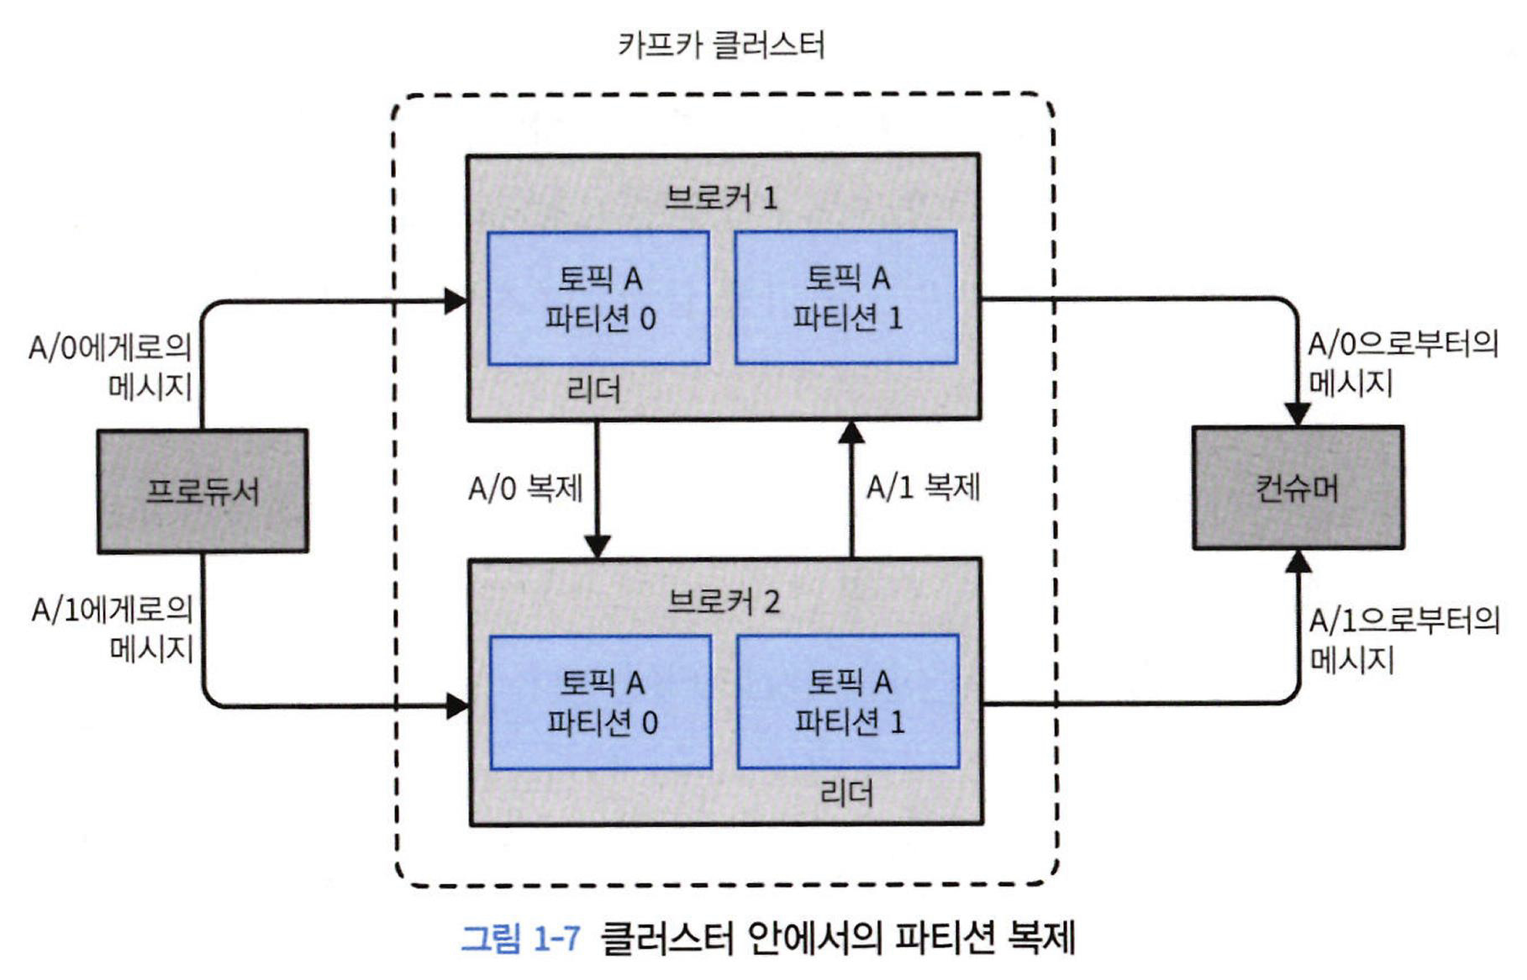 카프카 클러스터
브로커 1
토픽 A
파티션 0
토픽 A
파티션 1
리더
A/0에게로의
메시지
A/0으로부터의
메시지
프로듀서
A/0 복제
A/1 복제
컨슈머
A/1에게로의
메시지
브로커 2
토픽 A
파티션 0
토픽 A
파티션 1
리더
A/1으로부터의
메시지
그림 1-7 클러스터 안에서의 파티션 복제